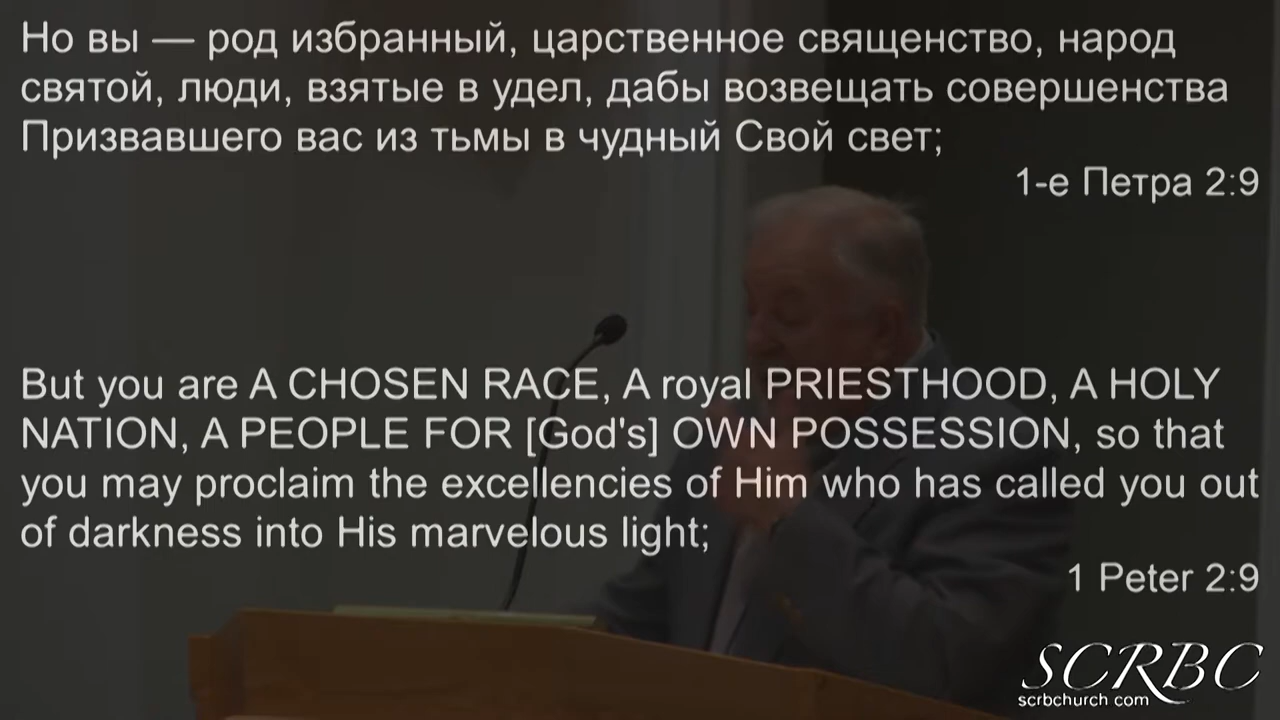 Но вы — род избранный, царственное священство, народ
святой, люди, взятые в удел, дабы возвещать совершенства
Призвавшего вас из тьмы в чудный Свой свет;
1-е Петра 2:9
But you are A CHOSEN RACE, A royal PRIESTHOOD, A HOLY
NATION, A PEOPLE FOR [God's] OWN POSSESSION, so that
you may proclaim the excellencies of Him who has called you out
of darkness into His marvelous light;
1 Peter 2:9
SCRBC
scrbchurch com